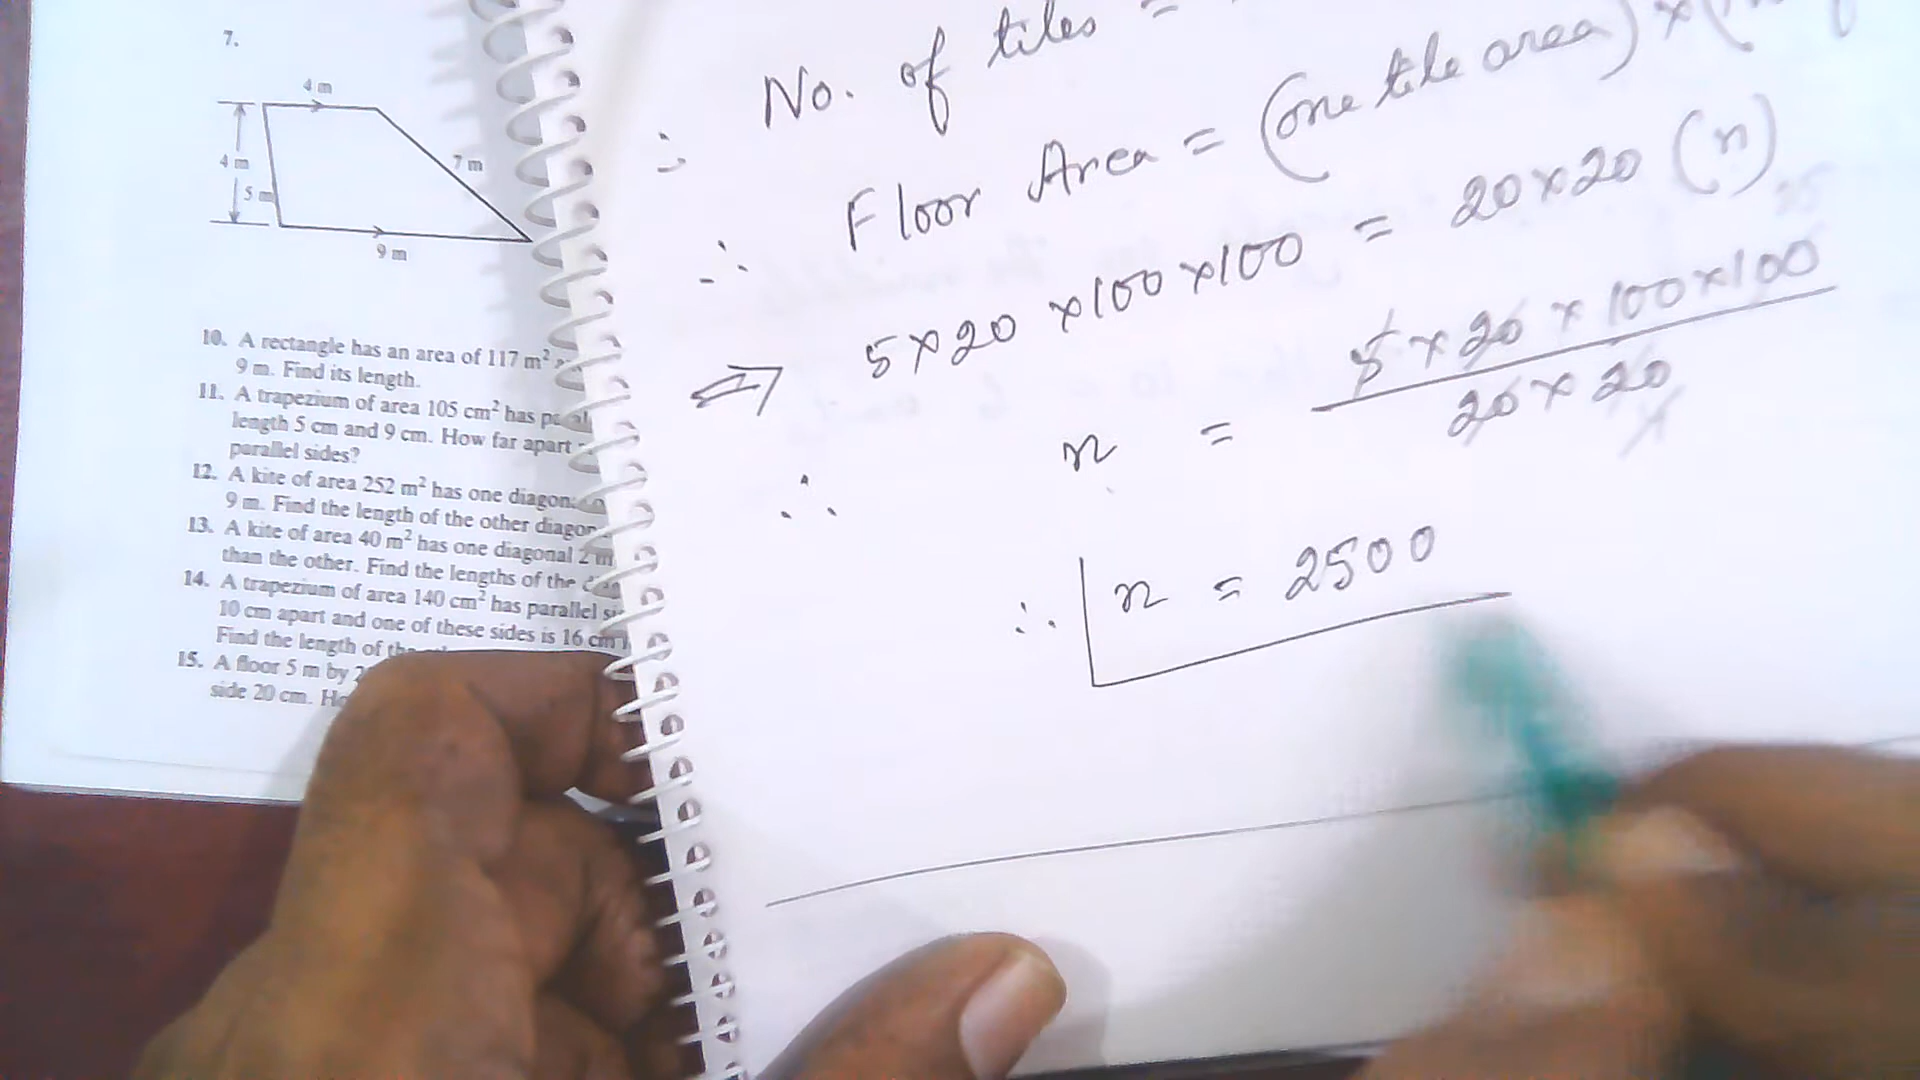 7.
4 m
4 m
5 m
7 m
9 m
10. A rectangle has an area of 117 m²
9 m. Find its length.
11. A trapezium of area 105 cm² has
length 5 cm and 9 cm. How far apart
parallel sides?
12. A kite of area 252 m² has one
9 m. Find the length of the other
13. A kite of area 40 m² has one diagonal 2 m
than the other. Find the lengths of the
14. A trapezium of area 140 cm² has parallel
10 cm apart and one of these sides is 16 cm
Find the length of
15. A floor 5 m by
side 20 cm.
No. of tiles =
∴ Floor Area = (one tile area) ×
⇒ 5×20×100×100 = 20×20 (n)
∴ n = 5×20×100×100 / 20×20
∴ n = 2500